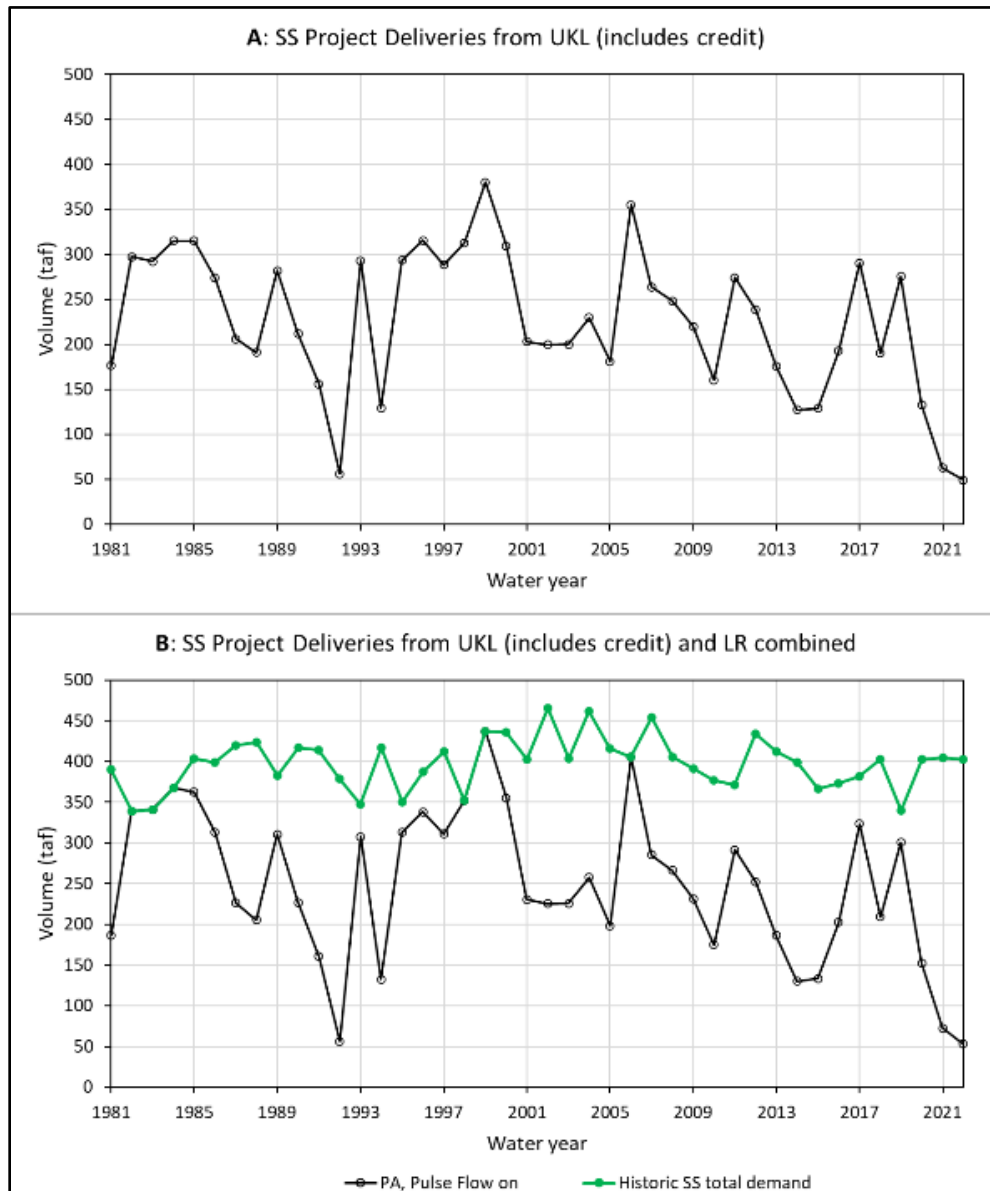 A: SS Project Deliveries from UKL (includes credit)
500
450
400
350
300
250
200
150
100
50
0
Volume (taf)
1981 1985 1989 1993 1997 2001 2005 2009 2013 2017 2021
Water year
B: SS Project Deliveries from UKL (includes credit) and LR combined
500
450
400
350
300
250
200
150
100
50
0
Volume (taf)
1981 1985 1989 1993 1997 2001 2005 2009 2013 2017 2021
Water year
PA, Pulse Flow on Historic SS total demand